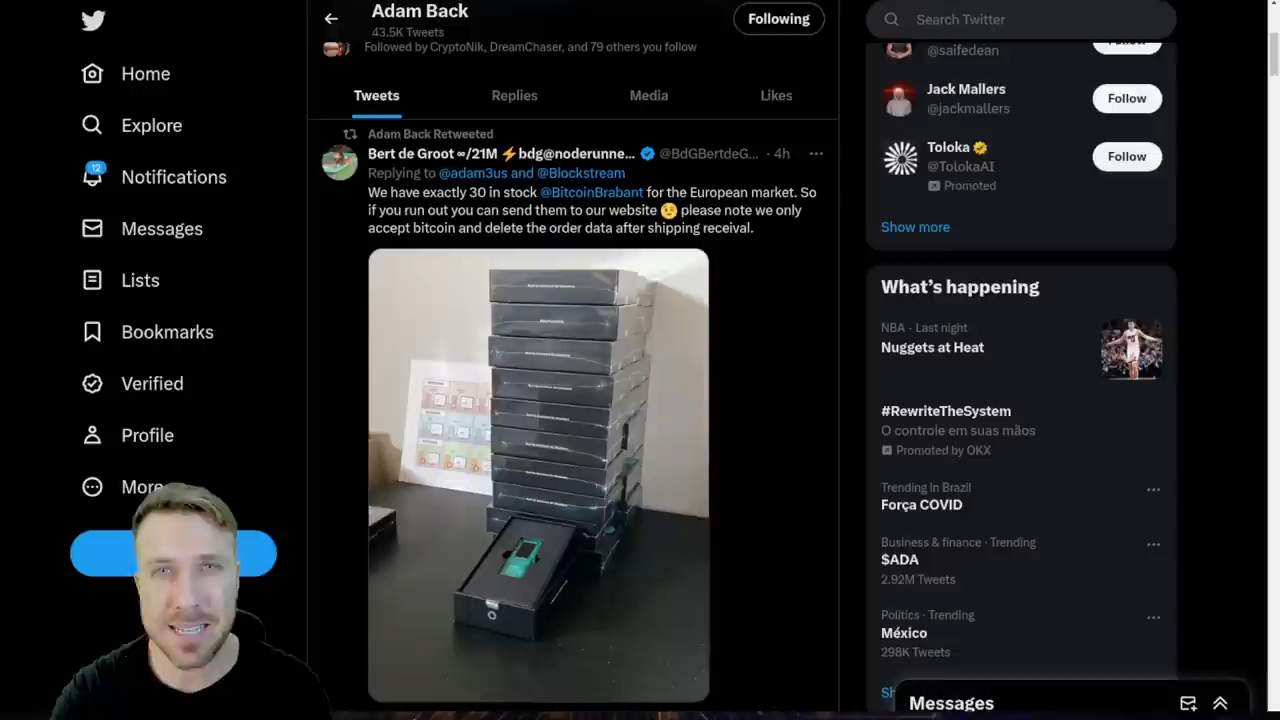 Home
Explore
12
Notifications
Messages
Lists
Bookmarks
Verified
Profile
More
Adam Back
43.5K Tweets
Following
Followed by CryptoNik, DreamChaser, and 79 others you follow
Tweets
Replies
Media
Likes
Adam Back Retweeted
Bert de Groot ∞/21M ⚡bdg@noderunne... @BdGBertdeG... · 4h
Replying to @adam3us and @Blockstream
We have exactly 30 in stock @BitcoinBrabant for the European market. So
if you run out you can send them to our website 😉 please note we only
accept bitcoin and delete the order data after shipping receival.
Search Twitter
@saifedean
Jack Mallers
@jackmallers
Follow
Toloka
@TolokaAI
Promoted
Follow
Show more
What's happening
NBA · Last night
Nuggets at Heat
#RewriteTheSystem
O controle em suas mãos
Promoted by OKX
Trending in Brazil
Força COVID
Business & finance · Trending
$ADA
2.92M Tweets
Politics · Trending
México
298K Tweets
Messages